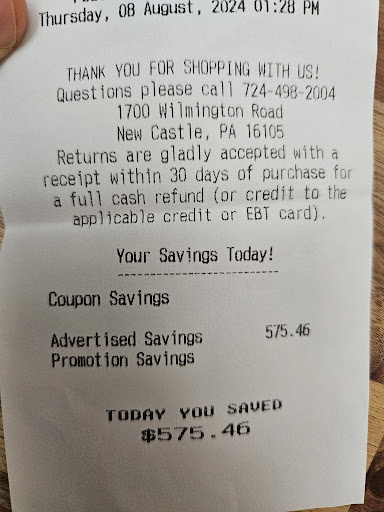 Thursday, 08 August, 2024 01:28 PM
THANK YOU FOR SHOPPING WITH US!
Questions please call 724-498-2004
1700 Wilmington Road
New Castle, PA 16105
Returns are gladly accepted with a
receipt within 30 days of purchase for
a full cash refund (or credit to the
applicable credit or EBT card).
Your Savings Today!
---------------------------
Coupon Savings
Advertised Savings 575.46
Promotion Savings
TODAY YOU SAVED
$575.46